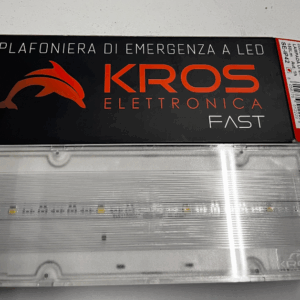 PLAFONIERA DI EMERGENZA A LED
KROS
ELETTRONICA
FAST